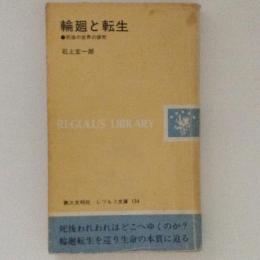 輪廻と転生
●死後の世界の探究
石上玄一郎
REGULUS LIBRARY
第三文明社・レグルス文庫 134
死後われわれはどこへゆくのか?
輪廻転生を巡り生命の本質に迫る